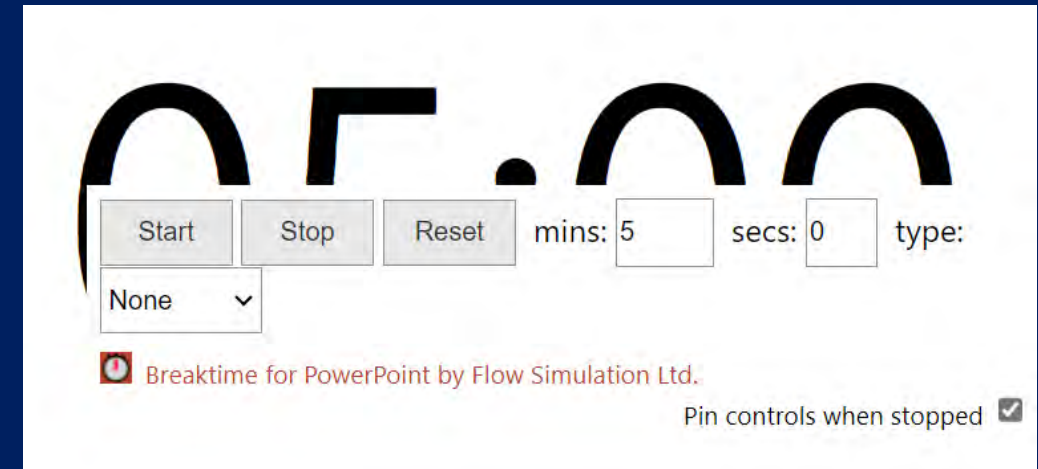 05:00
Start Stop Reset mins: 5 secs: 0 type:
None
Breaktime for PowerPoint by Flow Simulation Ltd.
Pin controls when stopped